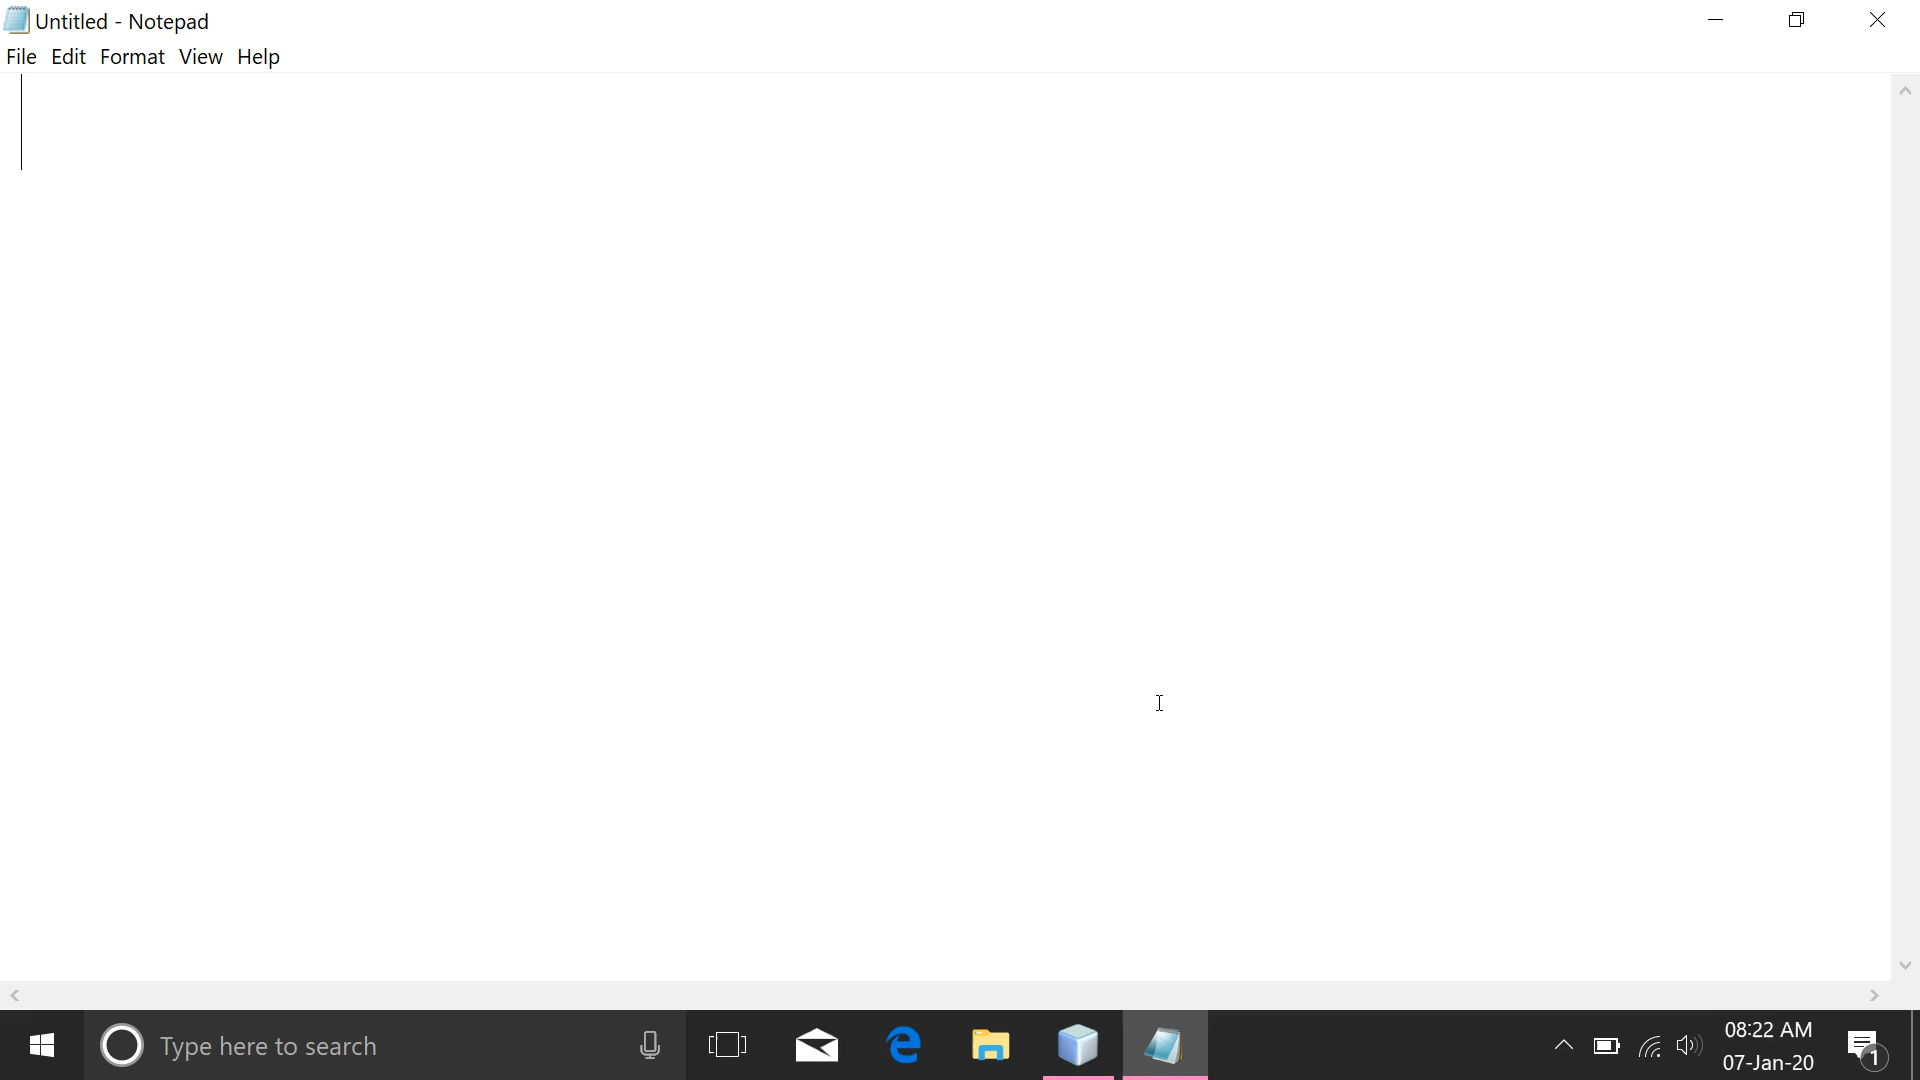 Untitled - Notepad
File Edit Format View Help
Type here to search
08:22 AM
07-Jan-20
1